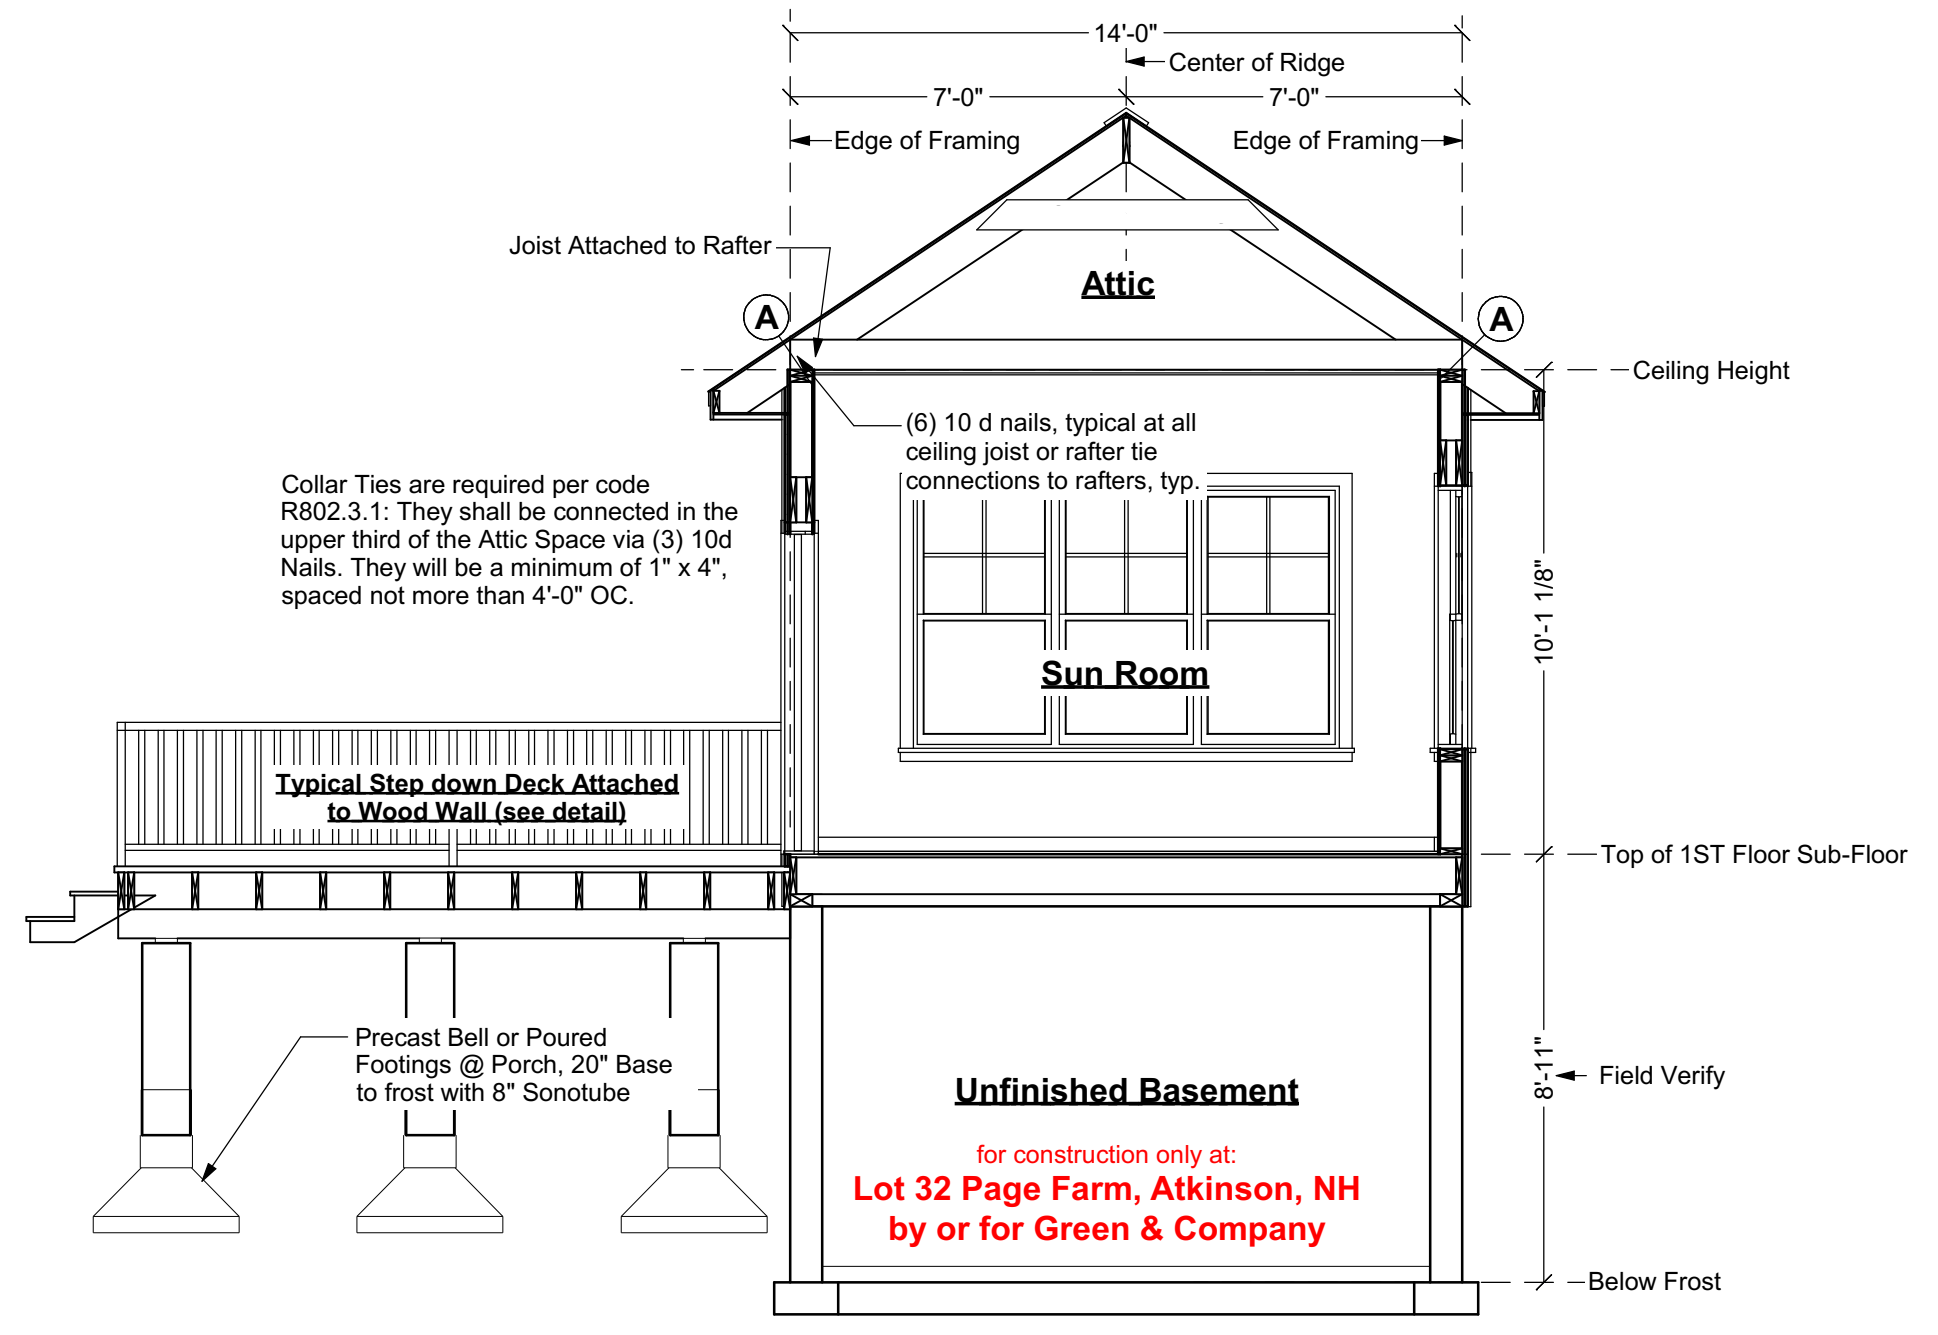 14'-0"
Center of Ridge
7'-0"
7'-0"
Edge of Framing
Edge of Framing
Joist Attached to Rafter
Attic
A
A
Ceiling Height
(6) 10 d nails, typical at all
ceiling joist or rafter tie
connections to rafters, typ.
Collar Ties are required per code
R802.3.1: They shall be connected in the
upper third of the Attic Space via (3) 10d
Nails. They will be a minimum of 1" x 4",
spaced not more than 4'-0" OC.
10'-1 1/8"
Sun Room
Typical Step down Deck Attached
to Wood Wall (see detail)
Top of 1ST Floor Sub-Floor
Precast Bell or Poured
Footings @ Porch, 20" Base
to frost with 8" Sonotube
8'-11"
Field Verify
Unfinished Basement
for construction only at:
Lot 32 Page Farm, Atkinson, NH
by or for Green & Company
Below Frost